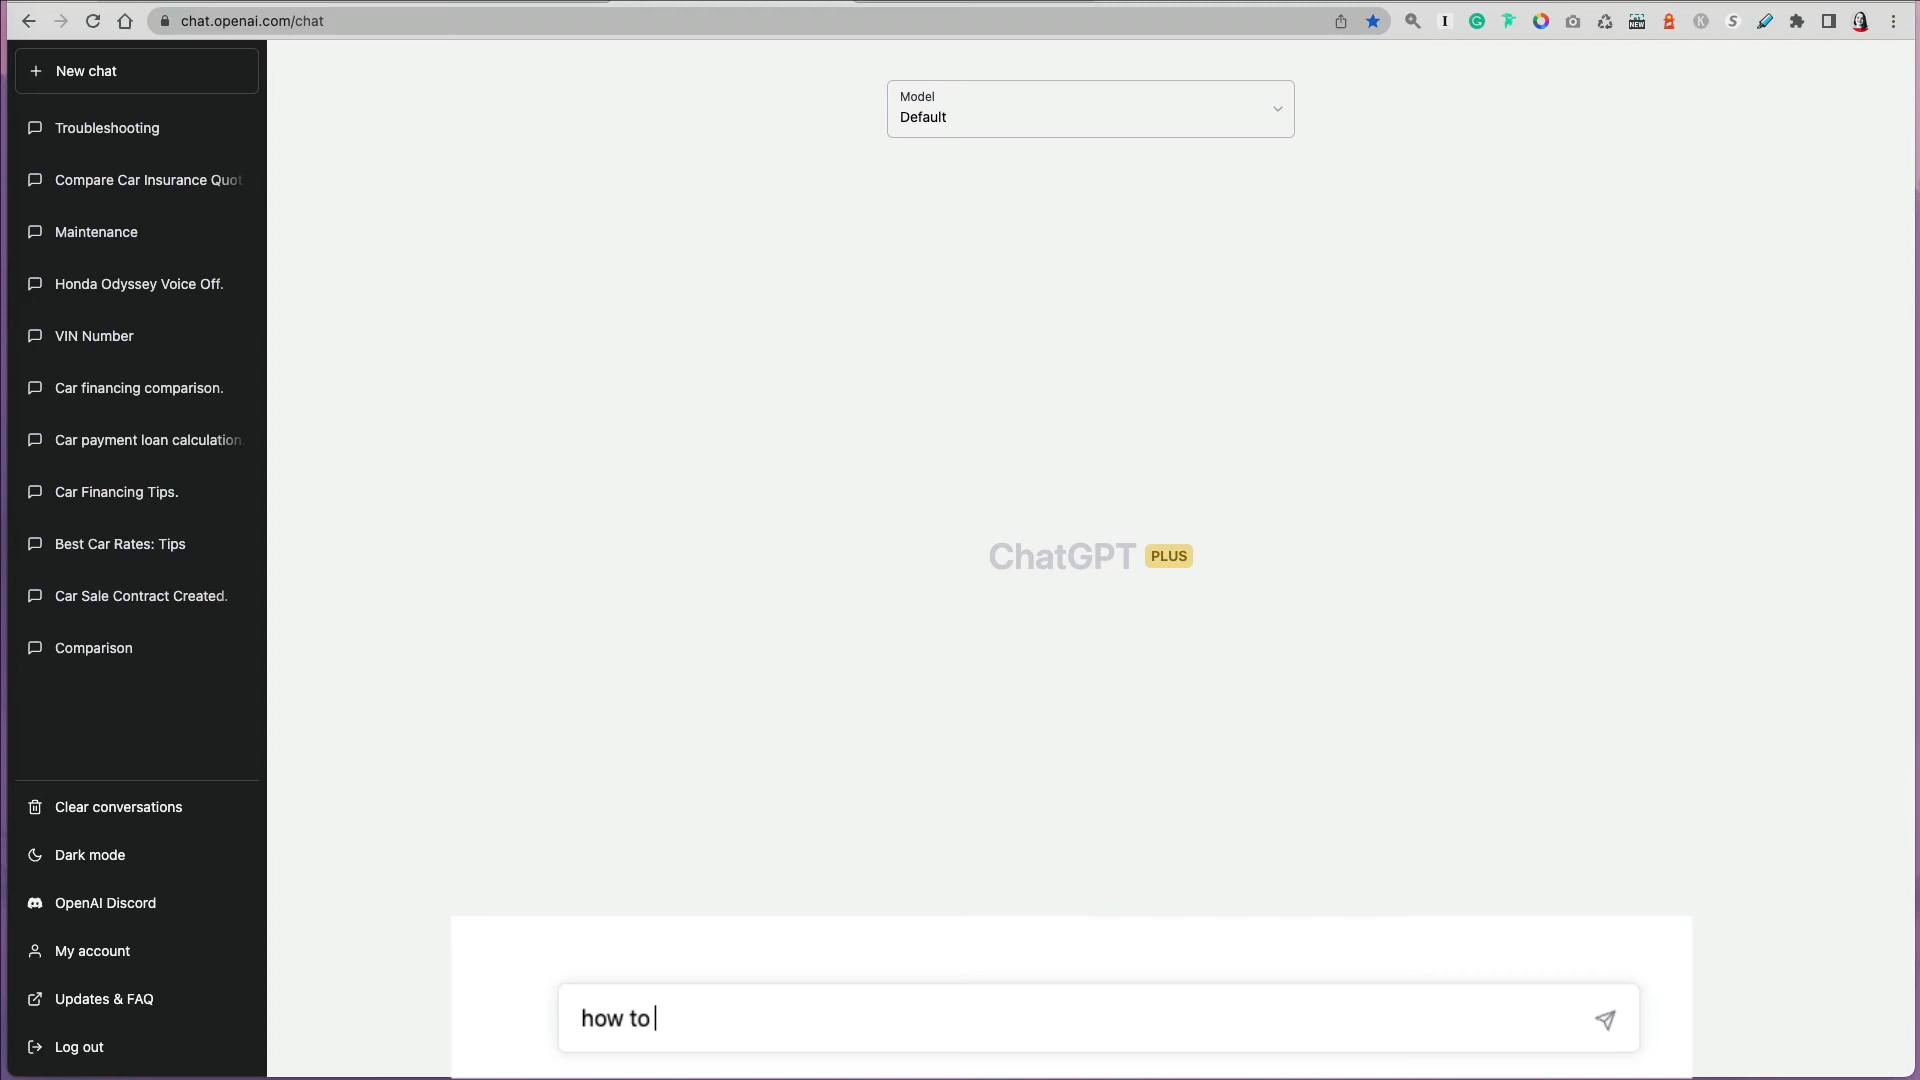 chat.openai.com/chat
I
NEW
K
S
New chat
Troubleshooting
Compare Car Insurance Quot
Maintenance
Honda Odyssey Voice Off.
VIN Number
Car financing comparison.
Car payment loan calculation.
Car Financing Tips.
Best Car Rates: Tips
Car Sale Contract Created.
Comparison
Clear conversations
Dark mode
OpenAI Discord
My account
Updates & FAQ
Log out
Model
Default
ChatGPT PLUS
how to